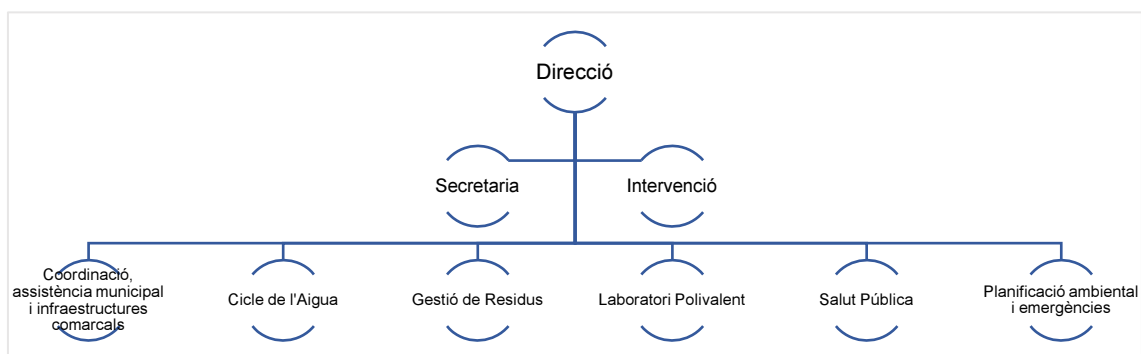 Direcció
Secretaria
Intervenció
Coordinació,
assistència municipal
i infraestructures
comarcals
Cicle de l'Aigua
Gestió de Residus
Laboratori Polivalent
Salut Pública
Planificació ambiental
i emergències